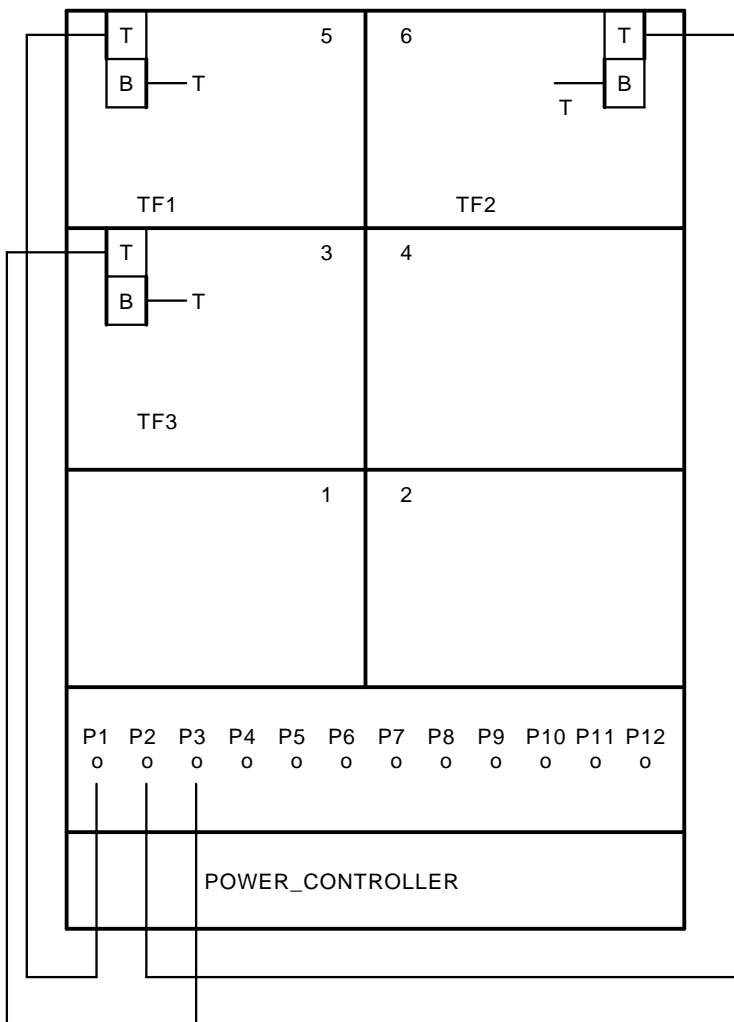 T 5 6 T
B T T B
TF1 TF2
T 3 4
B T
TF3
1 2
P1 P2 P3 P4 P5 P6 P7 P8 P9 P10 P11 P12
o o o o o o o o o o o o
POWER_CONTROLLER